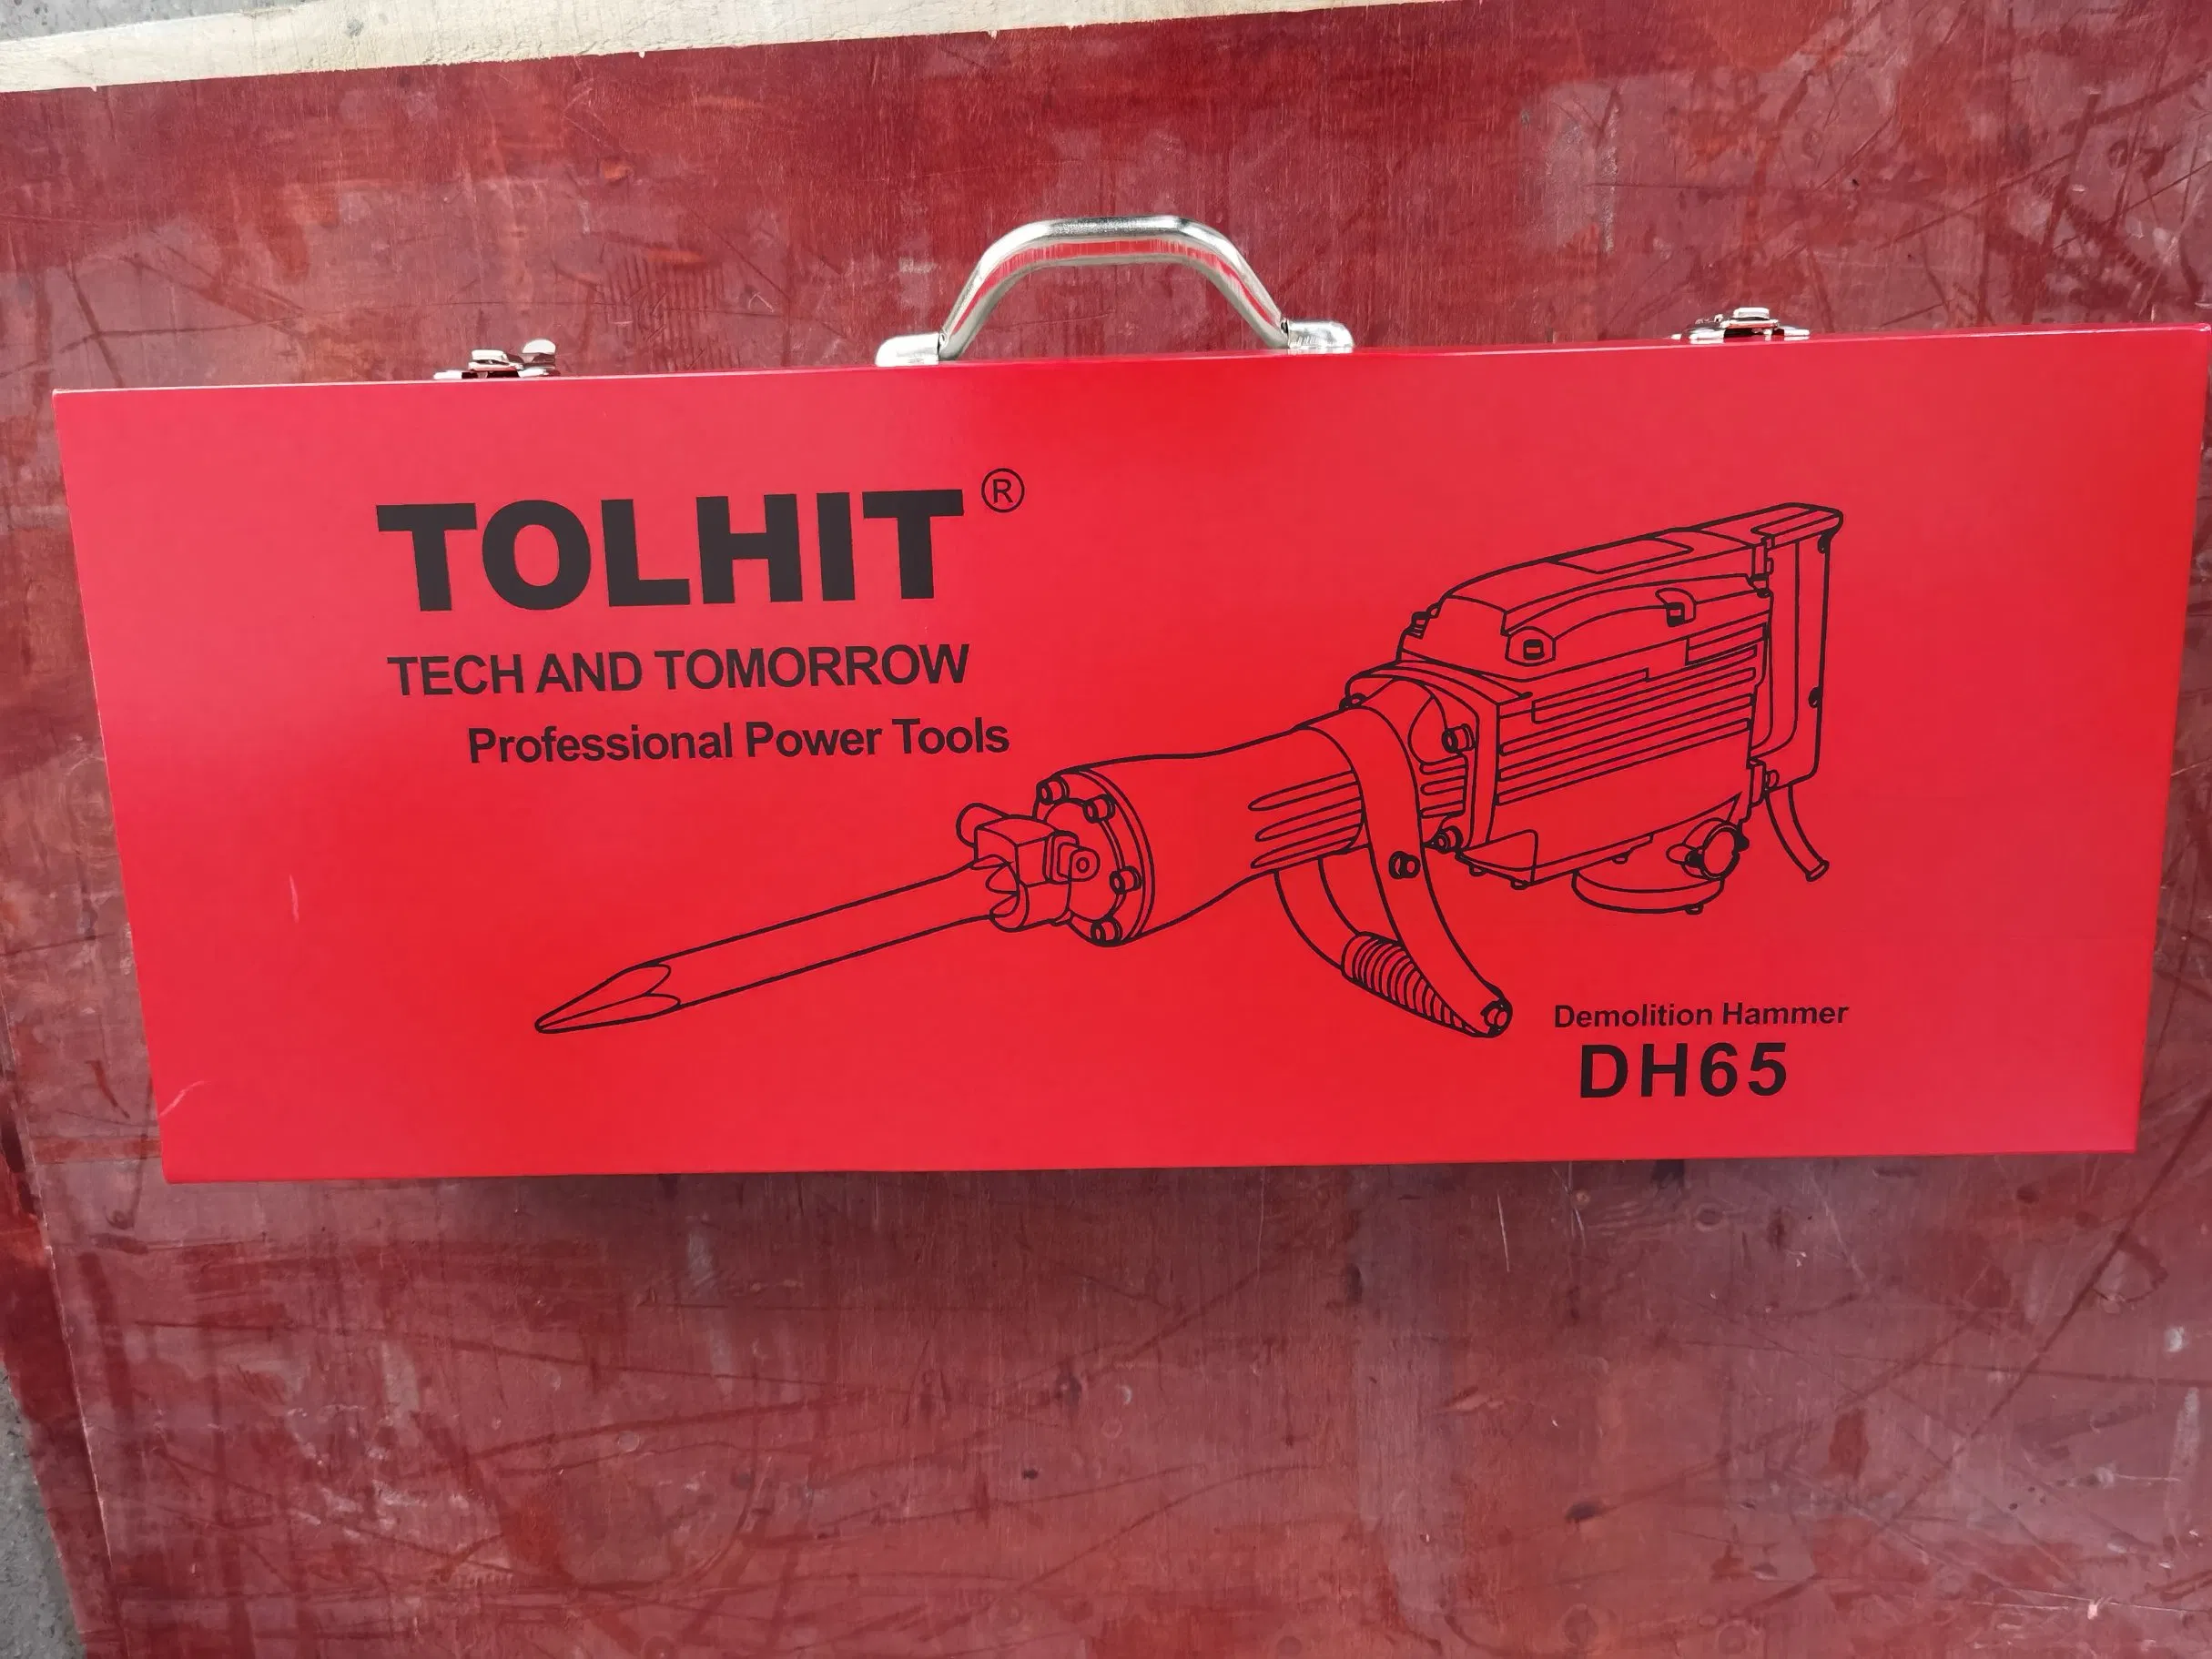 TOLHIT®
TECH AND TOMORROW
Professional Power Tools
Demolition Hammer
DH65